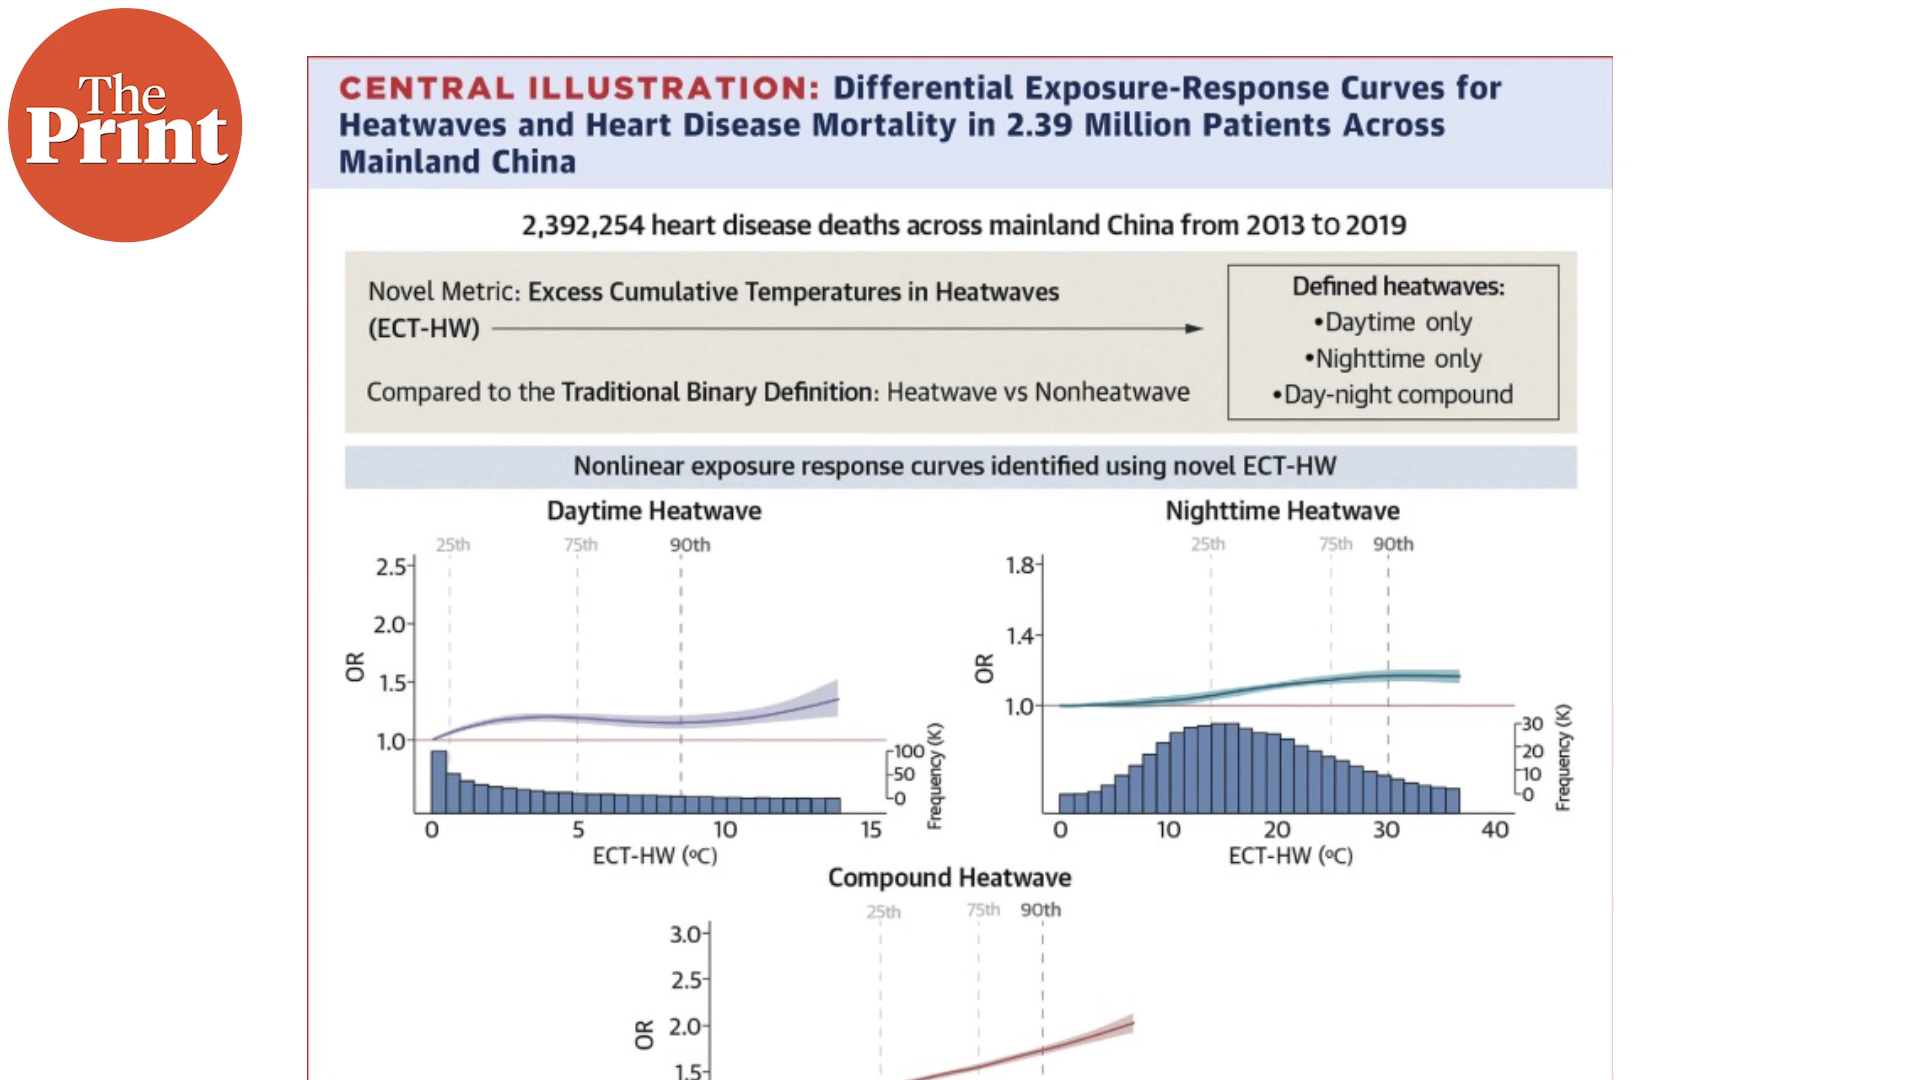 The
Print
CENTRAL ILLUSTRATION: Differential Exposure-Response Curves for
Heatwaves and Heart Disease Mortality in 2.39 Million Patients Across
Mainland China
2,392,254 heart disease deaths across mainland China from 2013 to 2019
Novel Metric: Excess Cumulative Temperatures in Heatwaves
(ECT-HW)
Compared to the Traditional Binary Definition: Heatwave vs Nonheatwave
Defined heatwaves:
•Daytime only
•Nighttime only
•Day-night compound
Nonlinear exposure response curves identified using novel ECT-HW
Daytime Heatwave
25th 75th 90th
2.5
2.0
1.5
1.0
OR
100
50
0
Frequency (K)
0 5 10 15
ECT-HW (ºC)
Nighttime Heatwave
25th 75th 90th
1.8
1.4
1.0
OR
30
20
10
0
Frequency (K)
0 10 20 30 40
ECT-HW (ºC)
Compound Heatwave
25th 75th 90th
3.0
2.5
2.0
1.5
OR